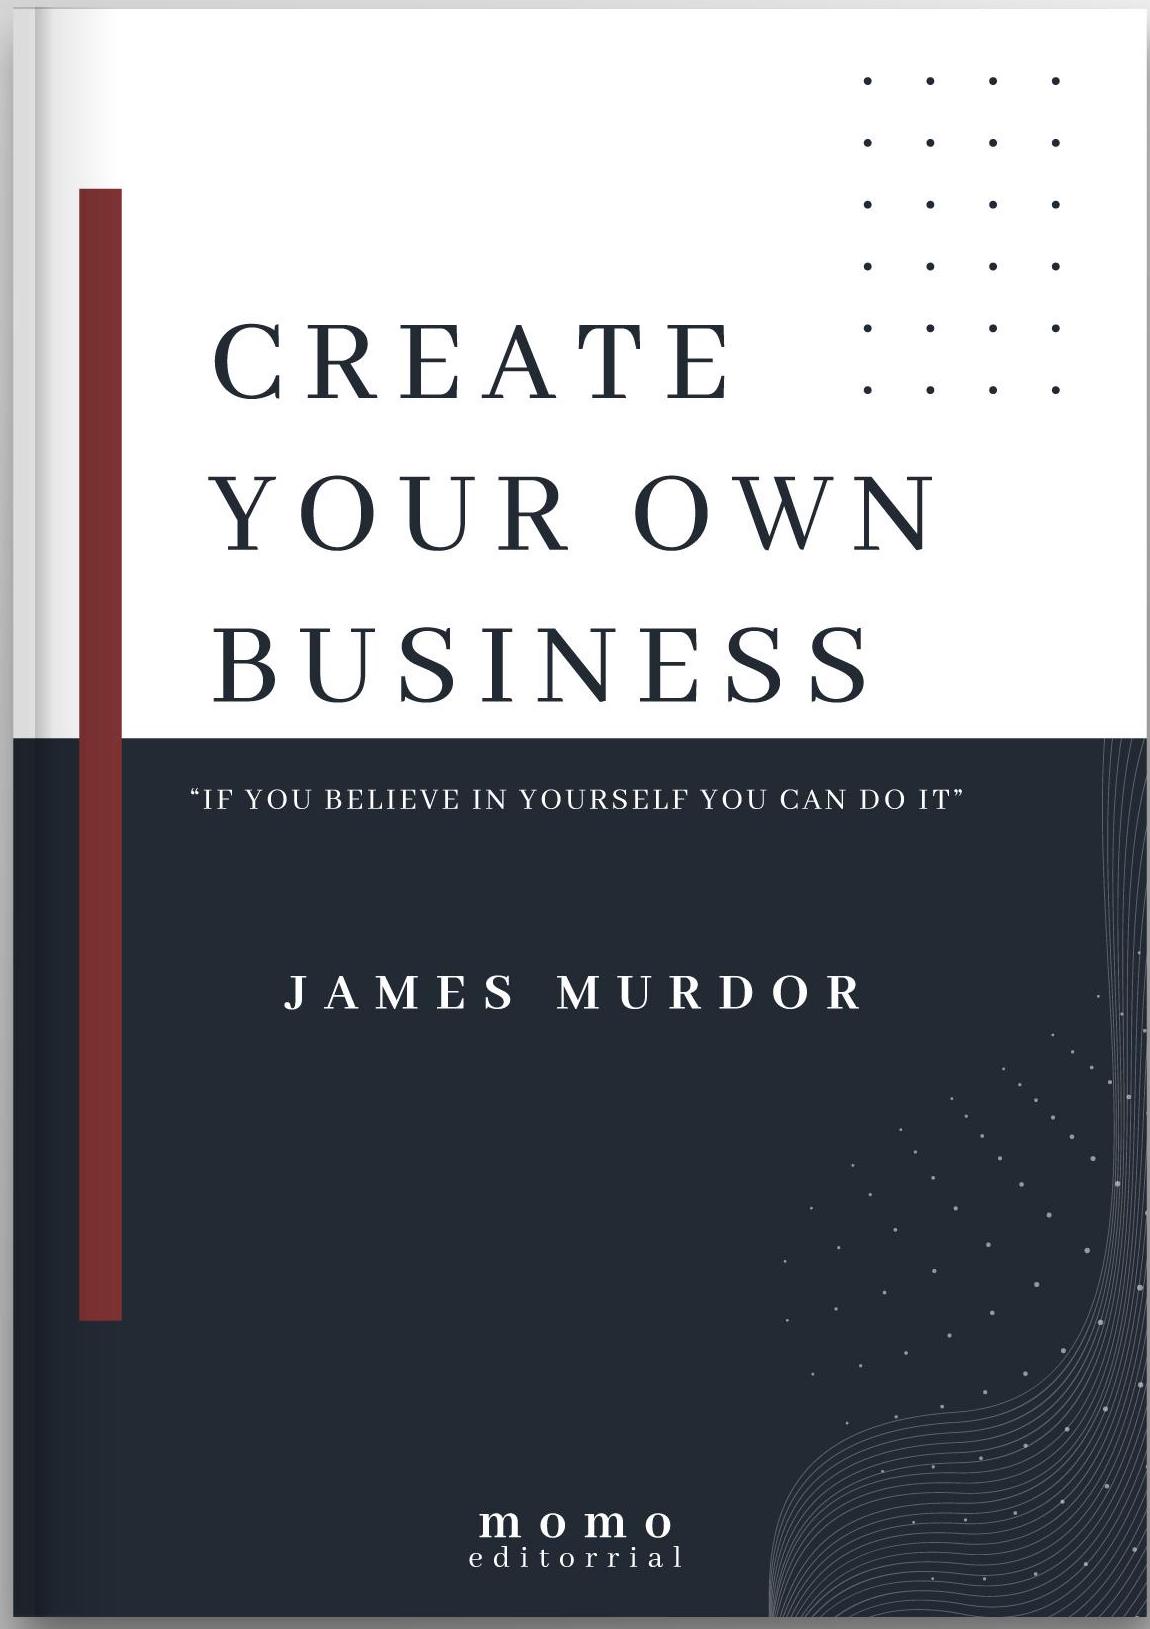 CREATE
YOUR OWN
BUSINESS
“IF YOU BELIEVE IN YOURSELF YOU CAN DO IT”
JAMES MURDOR
momo
editorrial